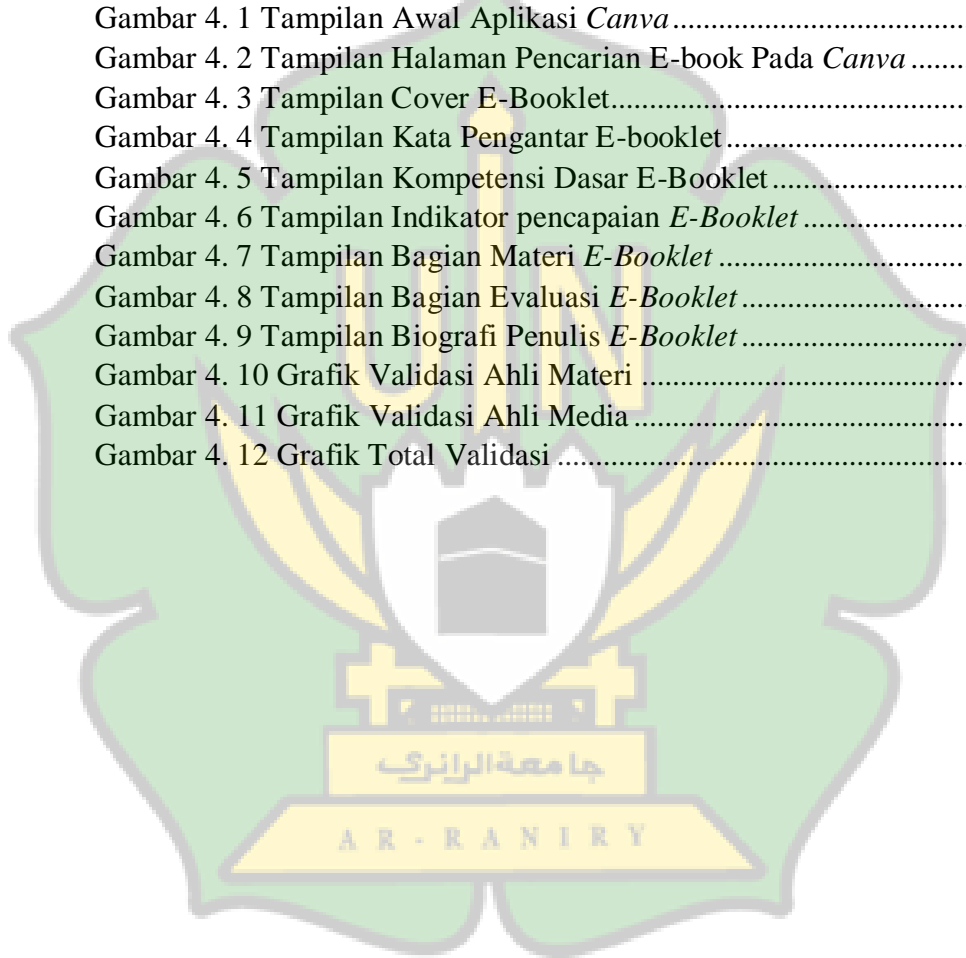 Gambar 4. 1 Tampilan Awal Aplikasi Canva........................................
Gambar 4. 2 Tampilan Halaman Pencarian E-book Pada Canva.......
Gambar 4. 3 Tampilan Cover E-Booklet..............................................
Gambar 4. 4 Tampilan Kata Pengantar E-booklet...............................
Gambar 4. 5 Tampilan Kompetensi Dasar E-Booklet.........................
Gambar 4. 6 Tampilan Indikator pencapaian E-Booklet.....................
Gambar 4. 7 Tampilan Bagian Materi E-Booklet................................
Gambar 4. 8 Tampilan Bagian Evaluasi E-Booklet.............................
Gambar 4. 9 Tampilan Biografi Penulis E-Booklet.............................
Gambar 4. 10 Grafik Validasi Ahli Materi..........................................
Gambar 4. 11 Grafik Validasi Ahli Media...........................................
Gambar 4. 12 Grafik Total Validasi.....................................................
UIN
جامعة الرانري
AR-RANIRY